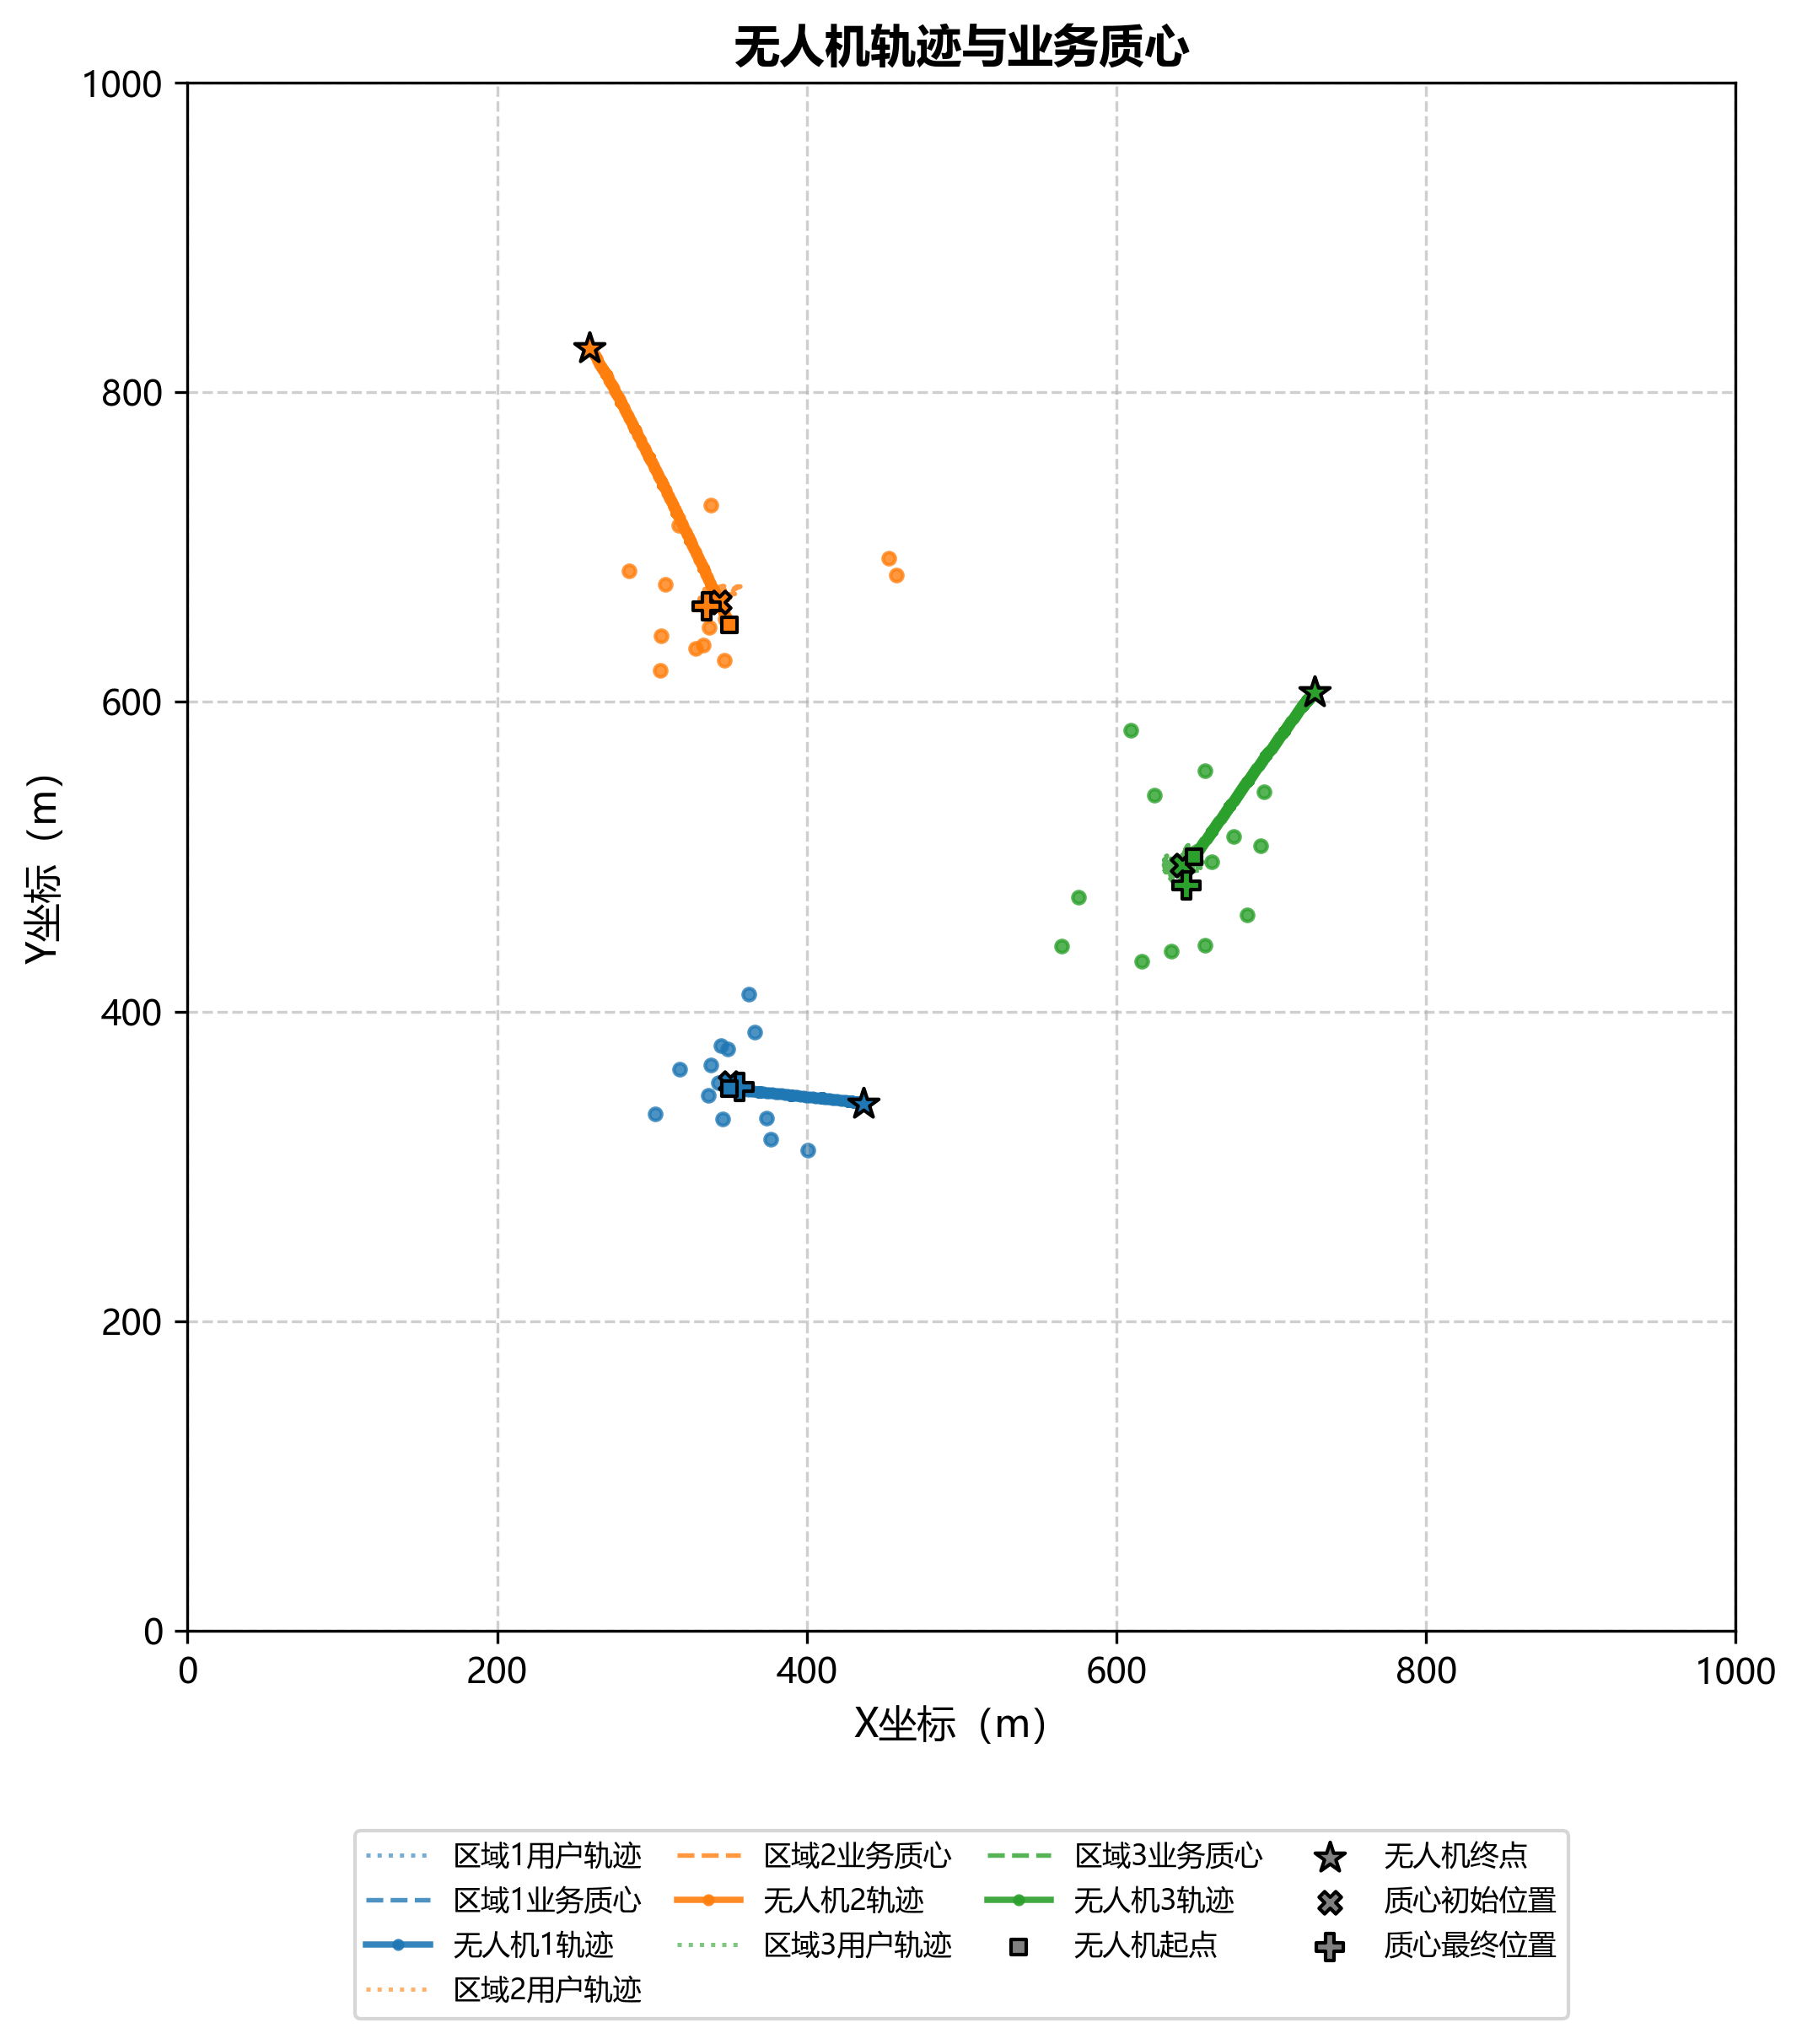 无人机轨迹与业务质心
1000
800
600
400
200
0
Y坐标（m）
0 200 400 600 800 1000
X坐标（m）
区域1用户轨迹
区域1业务质心
无人机1轨迹
区域2用户轨迹
区域2业务质心
无人机2轨迹
区域3用户轨迹
区域3业务质心
无人机3轨迹
无人机起点
无人机终点
质心初始位置
质心最终位置